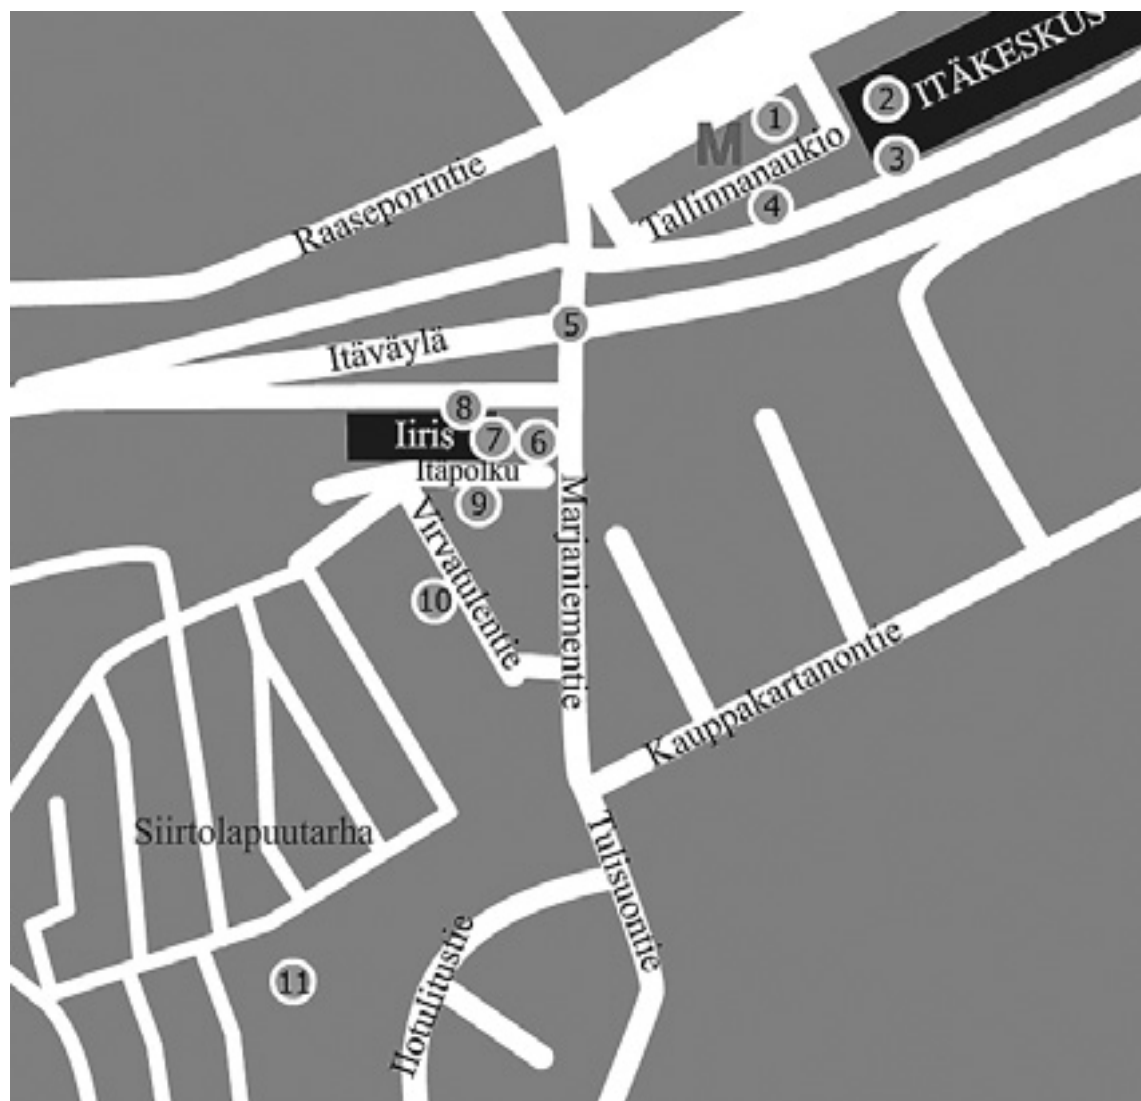 ITÄKESKUS
2
1
M
3
Tallinnanaukio
4
Raaseporintie
5
Itäväylä
8
Iiris
7
6
Itäpolku
9
Virvatulentie
Marjaniementie
10
Kauppakartanontie
Siirtolapuutarha
Tulisuontie
Ilotulitustie
11